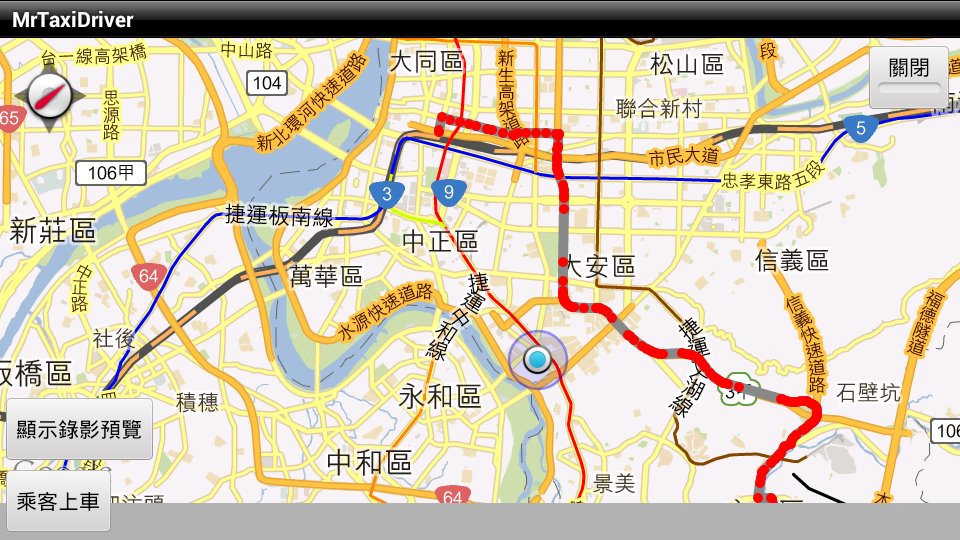 MrTaxiDriver
台一線高架橋
中山路
大同區
新生高架道路
松山區
段
關閉
104
新北環河快速道路
思源路
65
聯合新村
5
106甲
市民大道
忠孝東路五段
3
9
捷運板南線
新莊區
中正區
64
萬華區
大安區
信義區
中正路
捷運中和線
水源快速道路
社後
信義快速道路
福德隧道
捷運文湖線
板橋區
積穗
永和區
石壁坑
顯示錄影預覽
中和區
106
乘客上車
景美
64
木